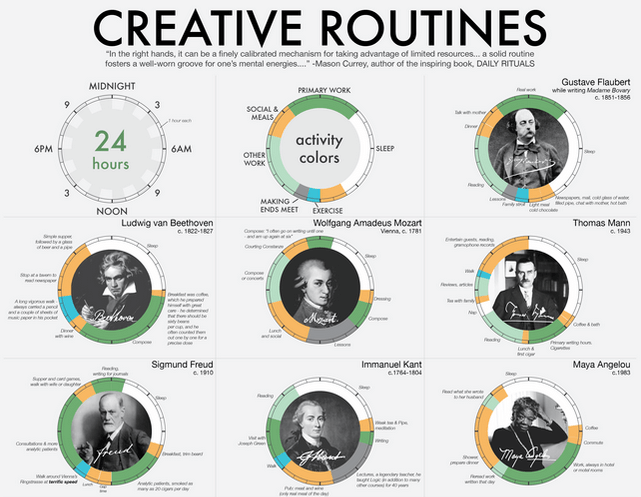 CREATIVE ROUTINES
"In the right hands, it can be a finely calibrated mechanism for taking advantage of limited resources... a solid routine
fosters a well-worn groove for one's mental energies...." -Mason Currey, author of the inspiring book, DAILY RITUALS
MIDNIGHT
9
3
1 hour each
24
hours
6PM
6AM
3
9
NOON
PRIMARY WORK
SOCIAL &
MEALS
activity
colors
SLEEP
OTHER
WORK
MAKING
ENDS MEET
EXERCISE
Gustave Flaubert
while writing Madame Bovary
c. 1851-1856
Real work
Talk with mother
Dinner
Sleep
Reading
Lessons
Family stroll
Light meal
cold chocolate
Newspapers, mail, cold glass of water,
filled pipe, chat with mother, hot bath
Ludwig van Beethoven
c. 1822-1827
Simple supper,
followed by a glass
of beer and a pipe
Sleep
Stop at a tavern to
read newspaper
A long vigorous walk -
always carried a pencil
and a couple of sheets of
music paper in his pocket
Dinner
with wine
Compose
Breakfast was coffee,
which he prepared
himself with great
care - he determined
that there should be
sixty beans
per cup, and he
often counted them
out one by one for a
precise dose
Beethoven
Wolfgang Amadeus Mozart
Vienna, c. 1781
Compose: "I often go on writing until one
- and am up again at six"
Courting Constanze
Sleep
Compose
or concerts
Dressing
Compose
Lunch
and social
Lessons
Mozart
Thomas Mann
c. 1943
Entertain guests, reading,
gramophone records
Sleep
Walk
Reviews, articles
Tea with family
Nap
Coffee & bath
Reading
Lunch &
first cigar
Primary writing hours.
Cigarettes
Sigmund Freud
c. 1910
Reading,
writing for journals
Supper and card games,
walk with wife or daughter
Sleep
Consultations & more
analytic patients
Breakfast, trim beard
Walk around Vienna's
Ringstrasse at terrific speed
Lunch
Analytic patients, smoked as
many as 20 cigars per day
Freud
Immanuel Kant
c.1764-1804
Sleep
Reading
Weak tea & Pipe,
meditation
Writing
Visit with
Joseph Green
Walk
Lectures, a legendary teacher, he
taught Logic (in addition to many
other courses) for 40 years
Pub: meal and wine
(only real meal of the day)
Maya Angelou
c. 1983
Sleep
Read what she wrote
to her husband
Coffee
Commute
Shower,
prepare dinner
Reread work
written that day
Work, always in hotel
or motel rooms